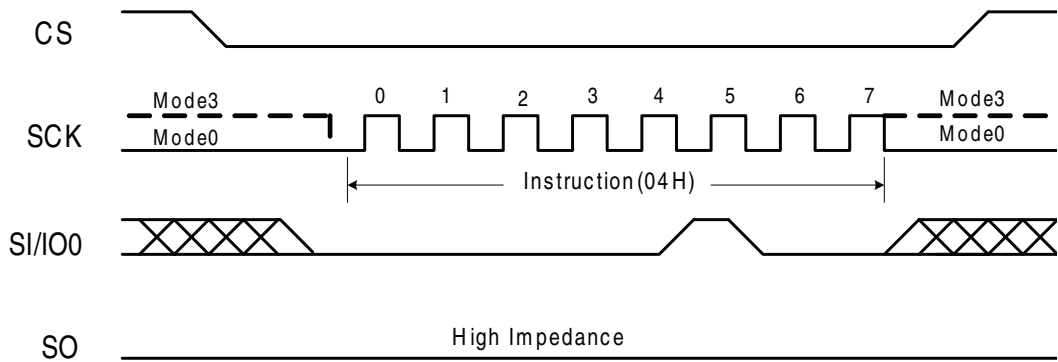 CS
Mode3 0 1 2 3 4 5 6 7 Mode3
SCK Mode0 Mode0
Instruction(04H)
SI/IO0
High Impedance
SO